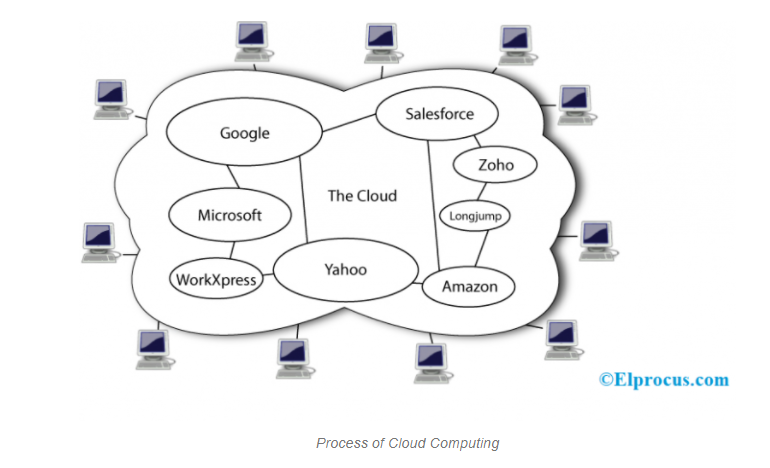 Salesforce
Google
Zoho
The Cloud
Microsoft
Longjump
Yahoo
WorkXpress
Amazon
©Elprocus.com
Process of Cloud Computing